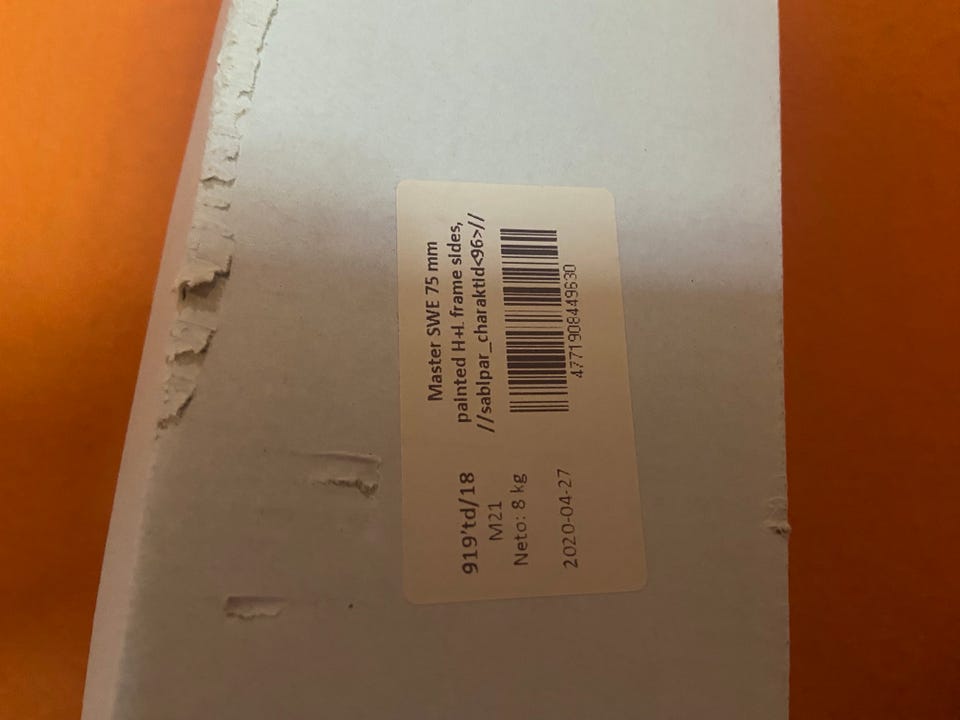 919'td/18
M21
Neto: 8 kg
2020-04-27
Master SWE 75 mm
painted H+L frame sides,
//sablpar_charaktid<96>//
4771908449630